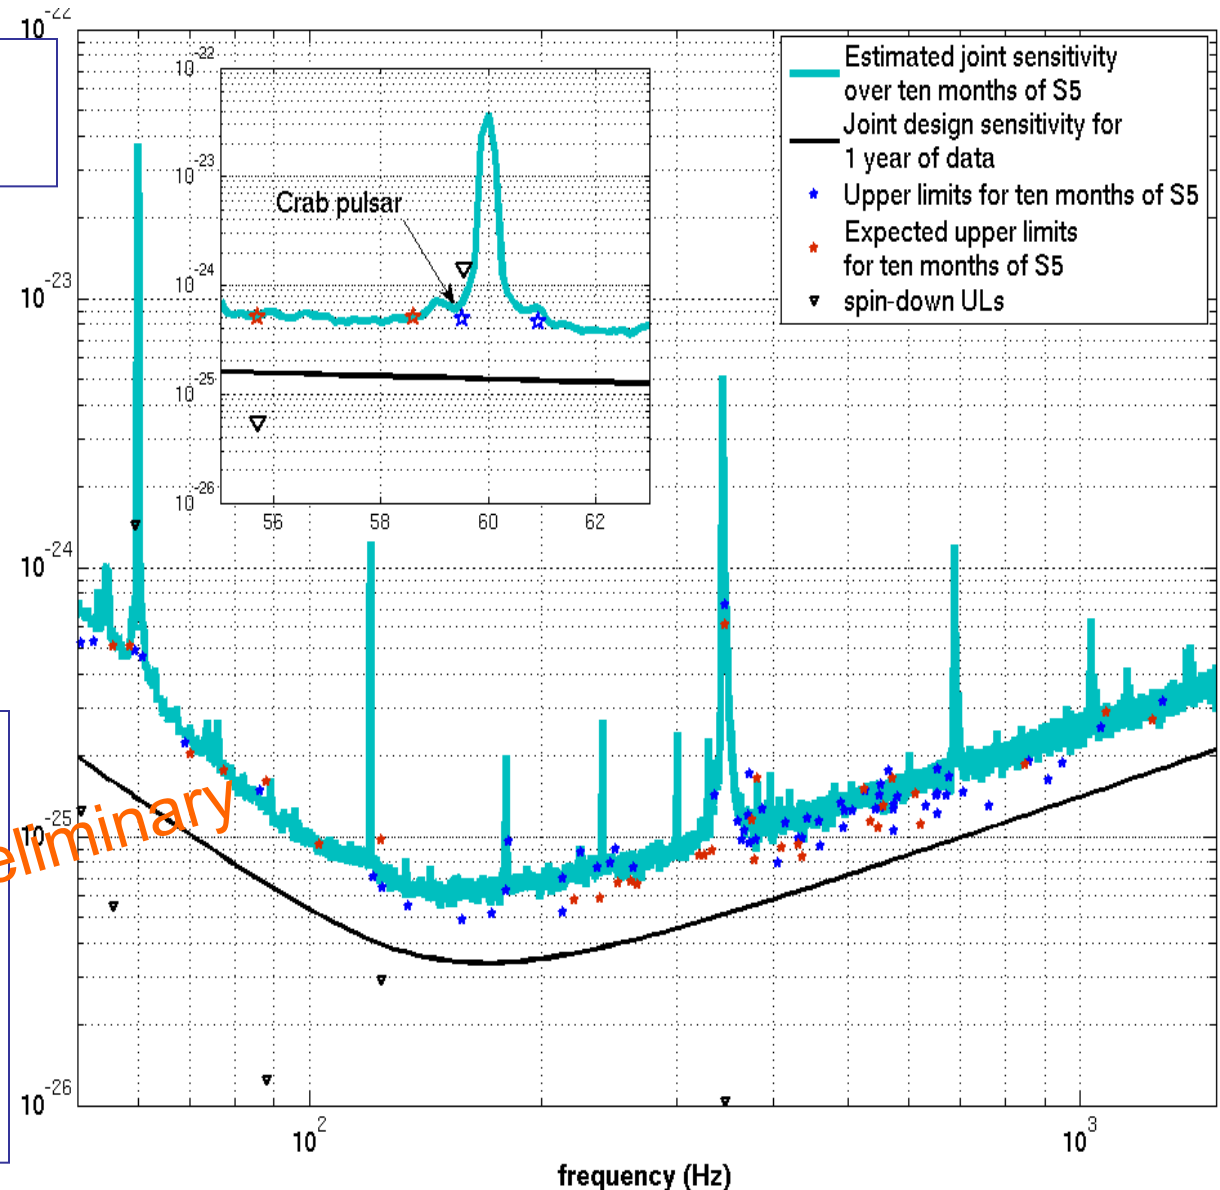 10^-22
10^-23
10^-24
10^-25
10^-26
10^-22
10^-23
10^-24
10^-25
10^-26
Crab pulsar
56 58 60 62
Estimated joint sensitivity
over ten months of S5
Joint design sensitivity for
1 year of data
Upper limits for ten months of S5
Expected upper limits
for ten months of S5
spin-down ULs
eliminary
10^2 10^3
frequency (Hz)